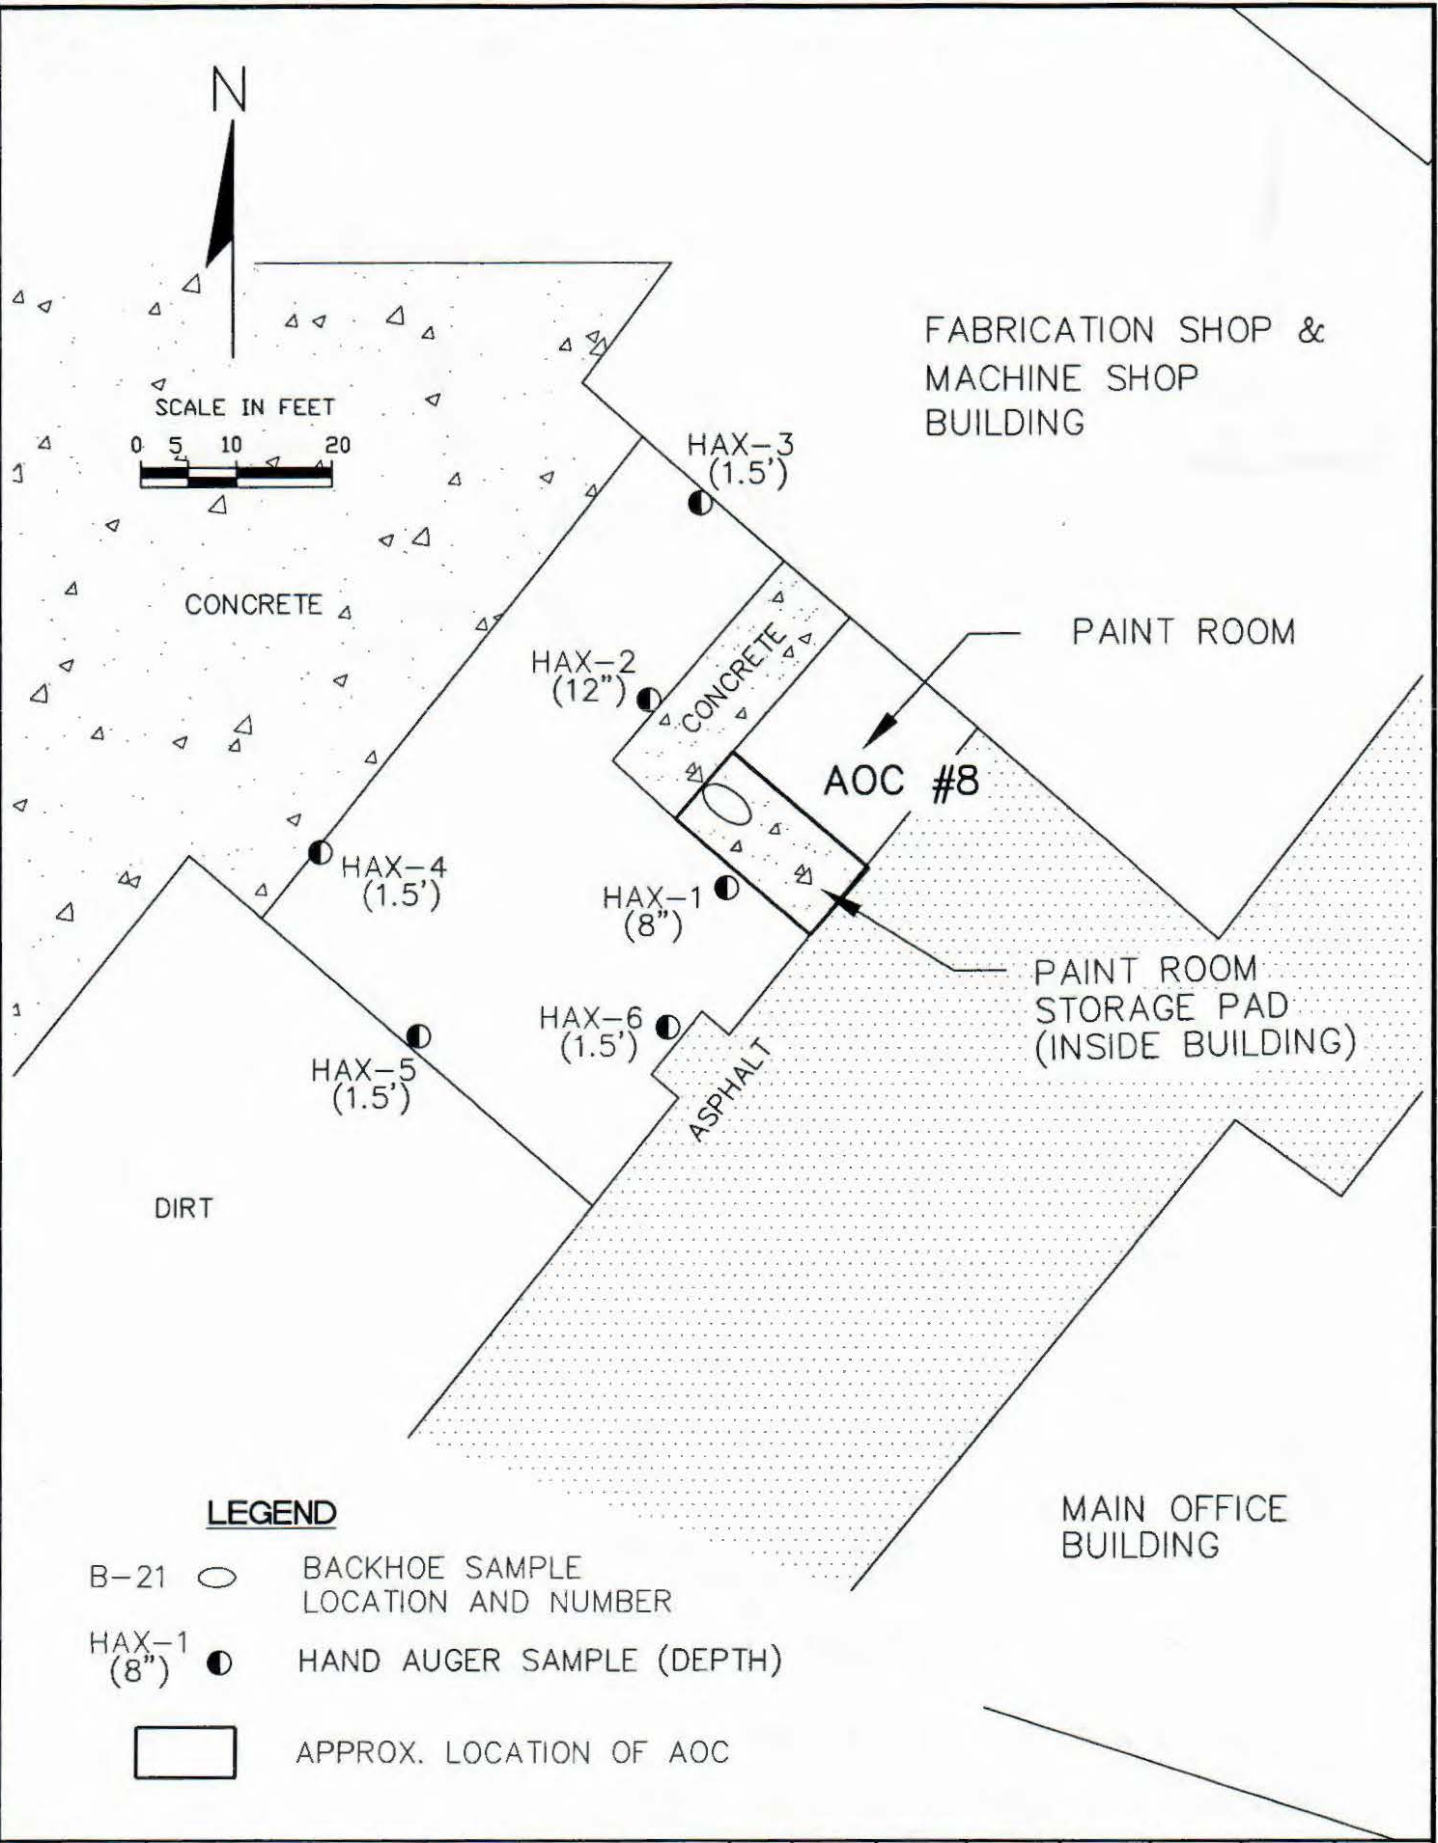 N
FABRICATION SHOP &
MACHINE SHOP
BUILDING
SCALE IN FEET
0 5 10 20
HAX-3
(1.5')
CONCRETE
PAINT ROOM
HAX-2
(12")
CONCRETE
AOC #8
HAX-4
(1.5')
HAX-1
(8")
PAINT ROOM
STORAGE PAD
(INSIDE BUILDING)
HAX-6
(1.5')
HAX-5
(1.5')
ASPHALT
DIRT
LEGEND
B-21
BACKHOE SAMPLE
LOCATION AND NUMBER
HAX-1
(8")
HAND AUGER SAMPLE (DEPTH)
APPROX. LOCATION OF AOC
MAIN OFFICE
BUILDING